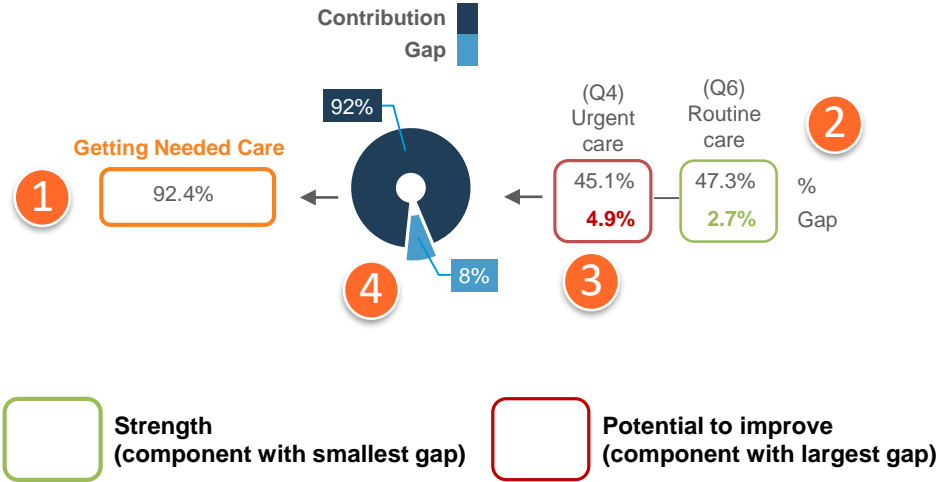 Contribution
Gap
92%
(Q4)
Urgent
care
(Q6)
Routine
care
2
Getting Needed Care
1
92.4%
45.1%
47.3%
%
4.9%
2.7%
Gap
4
8%
3
Strength
(component with smallest gap)
Potential to improve
(component with largest gap)